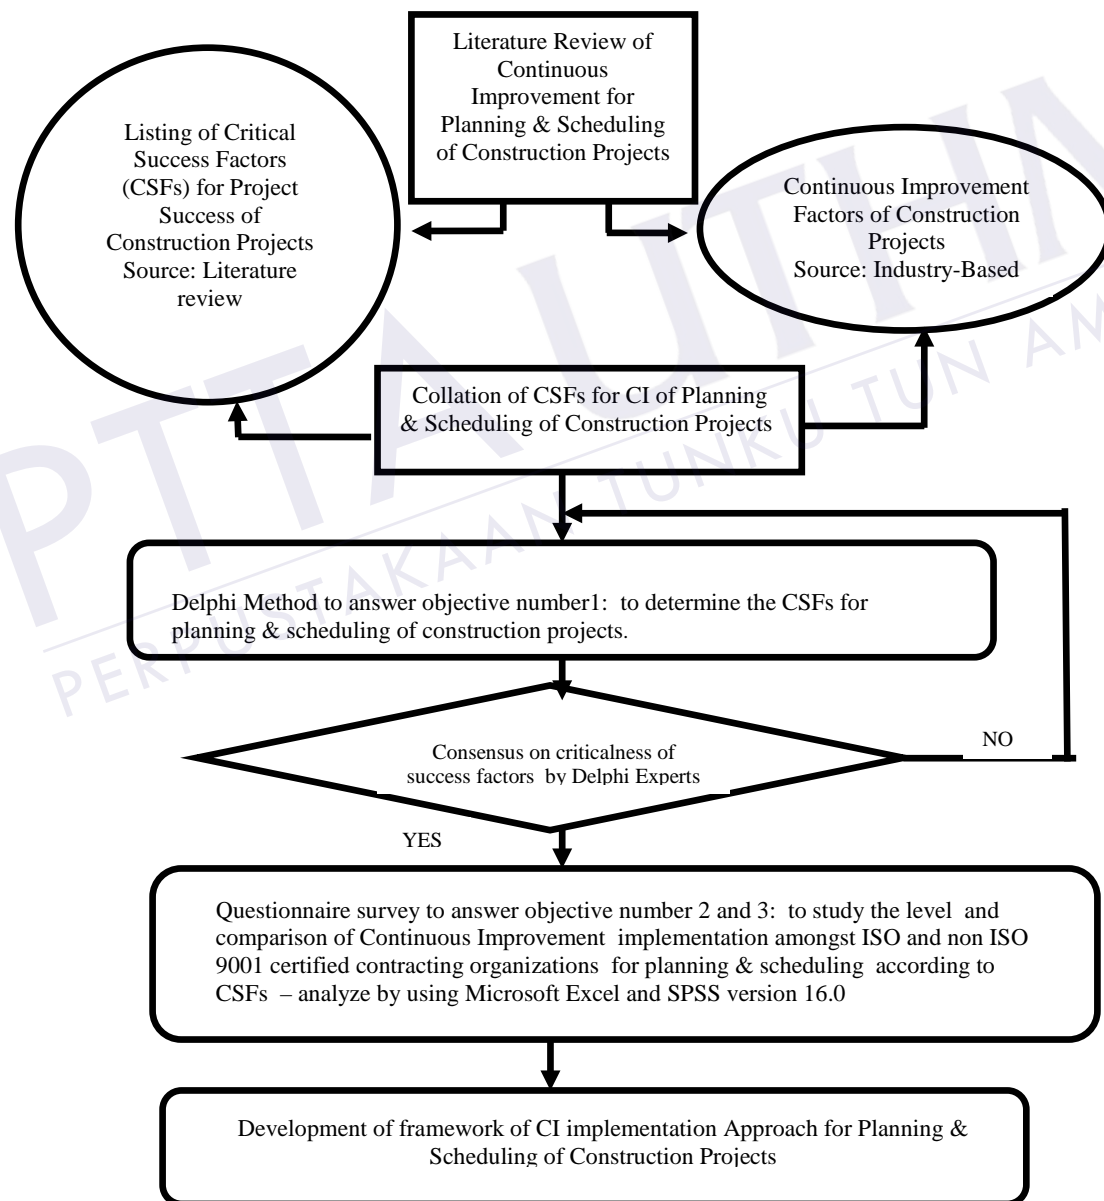 Literature Review of
Continuous
Improvement for
Planning & Scheduling
of Construction Projects
Listing of Critical
Success Factors
(CSFs) for Project
Success of
Construction Projects
Source: Literature
review
Continuous Improvement
Factors of Construction
Projects
Source: Industry-Based
Collation of CSFs for CI of Planning
& Scheduling of Construction Projects
Delphi Method to answer objective number1: to determine the CSFs for
planning & scheduling of construction projects.
Consensus on criticalness of
success factors by Delphi Experts
NO
YES
Questionnaire survey to answer objective number 2 and 3: to study the level and
comparison of Continuous Improvement implementation amongst ISO and non ISO
9001 certified contracting organizations for planning & scheduling according to
CSFs – analyze by using Microsoft Excel and SPSS version 16.0
Development of framework of CI implementation Approach for Planning &
Scheduling of Construction Projects
PTTA UTHM
PERPUSTAKAAN TUNKU TUN AM